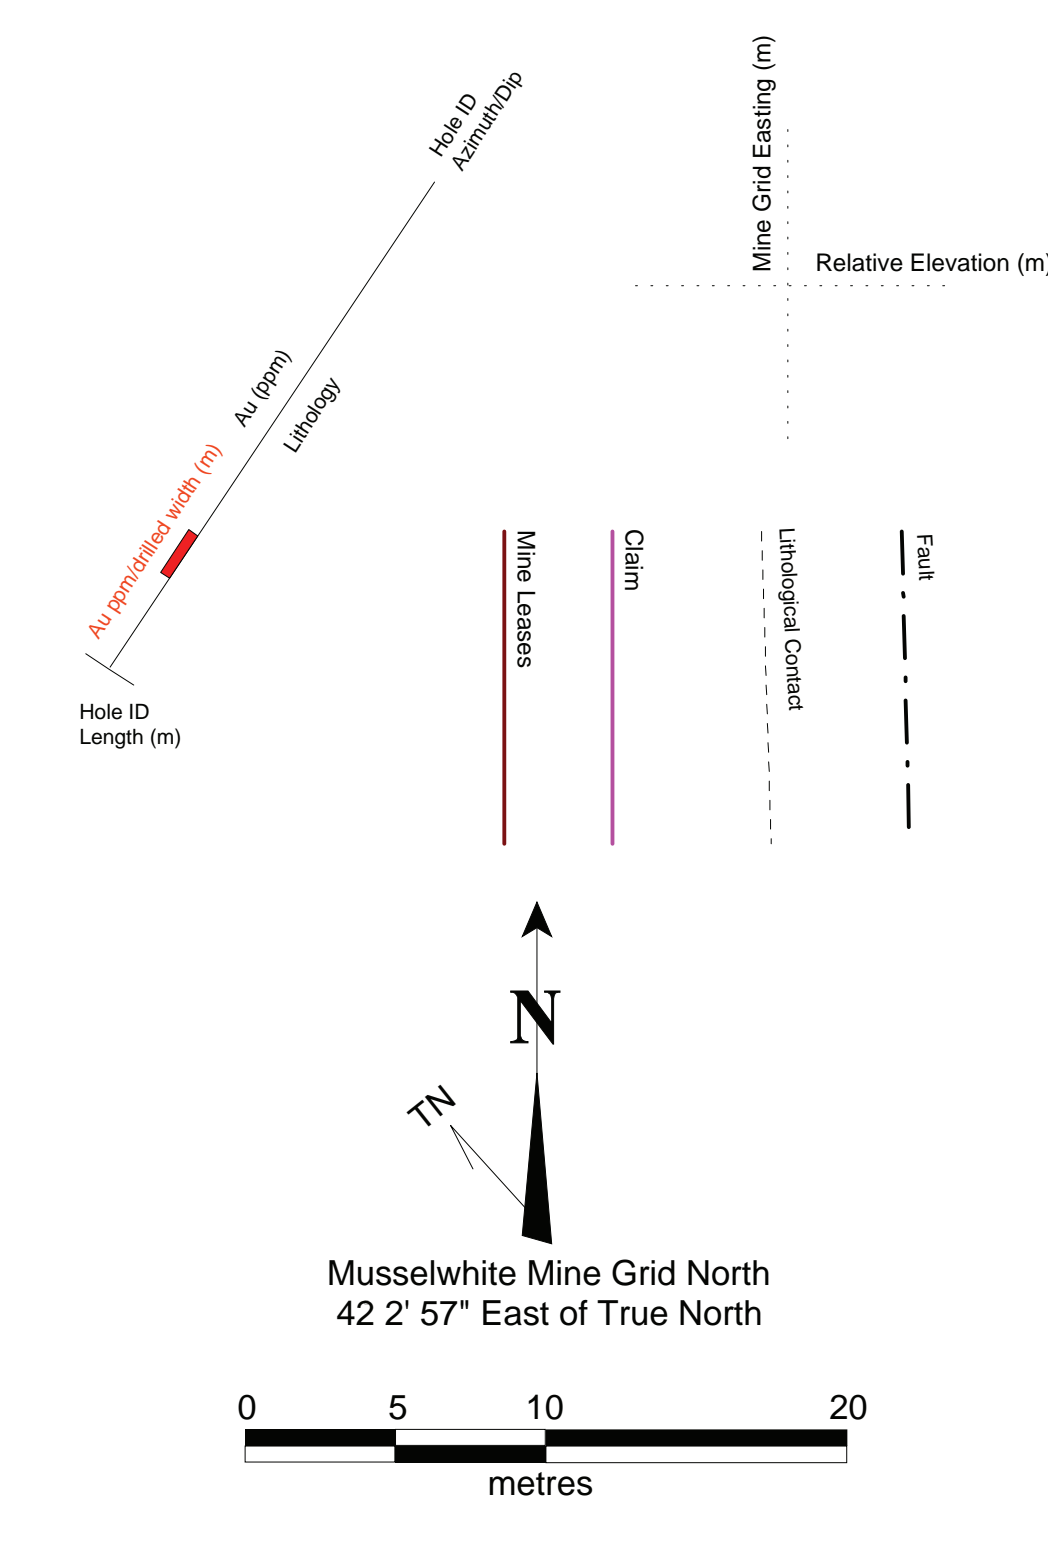 Hole ID
Azimuth/Dip
Mine Grid Easting (m)
Relative Elevation (m)
Au (ppm)
Lithology
Au ppm/drilled width (m)
Hole ID
Length (m)
Mine Leases
Claim
Lithological Contact
Fault
N
TN
Musselwhite Mine Grid North
42 2' 57" East of True North
0 5 10 20
metres